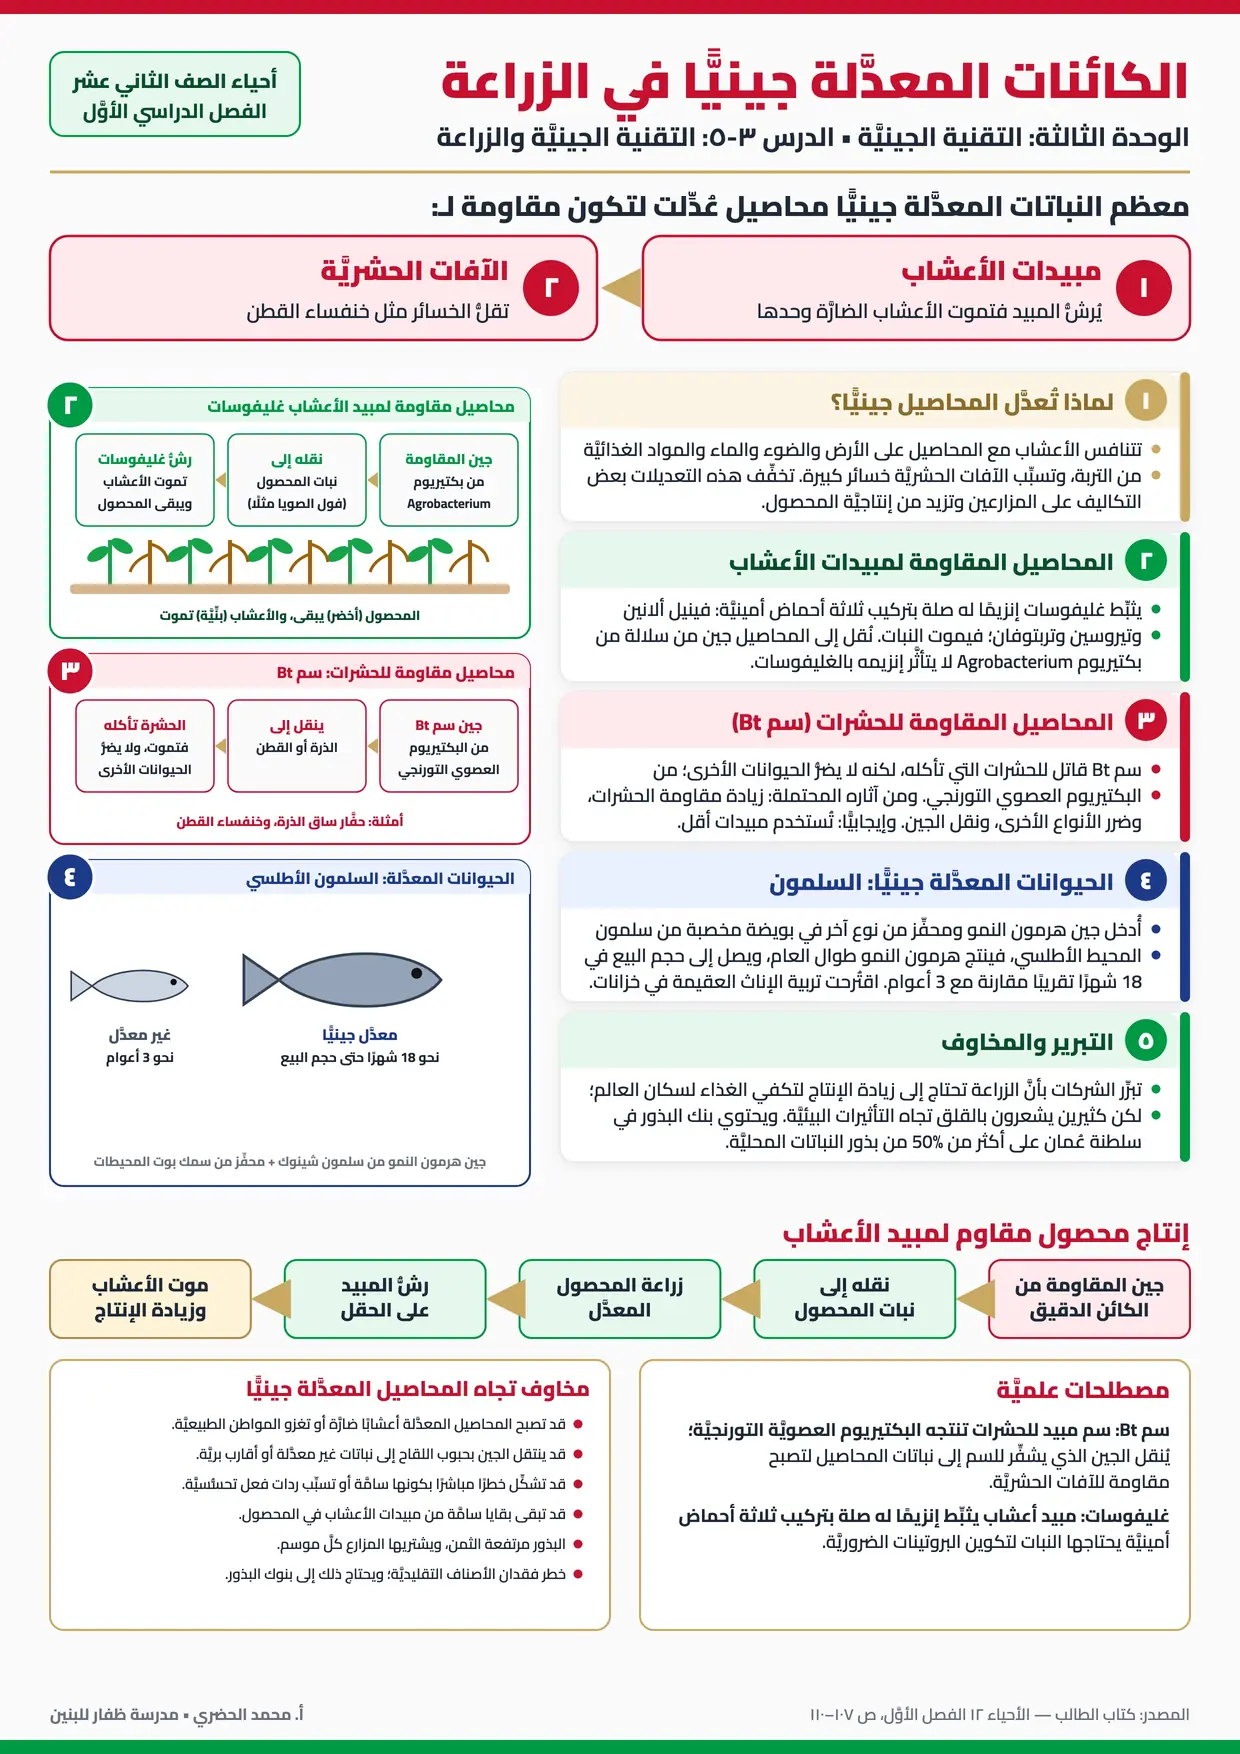 الكائنات المعدَّلة جينيًّا في الزراعة
أحياء الصف الثاني عشر
الفصل الدراسي الأوَّل
الوحدة الثالثة: التقنية الجينيَّة ▪ الدرس ٣-٥: التقنية الجينيَّة والزراعة
معظم النباتات المعدَّلة جينيًّا محاصيل عُدِّلت لتكون مقاومة لـ:
١
مبيدات الأعشاب
يُرشُّ المبيد فتموت الأعشاب الضارَّة وحدها
٢
الآفات الحشريَّة
تقلُّ الخسائر مثل خنفساء القطن
١
لماذا تُعدَّل المحاصيل جينيًّا؟
تتنافس الأعشاب مع المحاصيل على الأرض والضوء والماء والمواد الغذائيَّة
من التربة، وتسبِّب الآفات الحشريَّة خسائر كبيرة. تخفِّف هذه التعديلات بعض
التكاليف على المزارعين وتزيد من إنتاجيَّة المحصول.
٢
المحاصيل المقاومة لمبيدات الأعشاب
يثبِّط غليفوسات إنزيمًا له صلة بتركيب ثلاثة أحماض أمينيَّة: فينيل ألانين
وتيروسين وتربتوفان؛ فيموت النبات. نُقل إلى المحاصيل جين من سلالة من
بكتيريوم Agrobacterium لا يتأثَّر إنزيمه بالغليفوسات.
٣
المحاصيل المقاومة للحشرات (سم Bt)
سم Bt قاتل للحشرات التي تأكله، لكنه لا يضرُّ الحيوانات الأخرى؛ من
البكتيريوم العصوي التورنجي. ومن آثاره المحتملة: زيادة مقاومة الحشرات،
وضرر الأنواع الأخرى، ونقل الجين. وإيجابيًّا: تُستخدم مبيدات أقل.
٤
الحيوانات المعدَّلة جينيًّا: السلمون
أُدخل جين هرمون النمو ومحفِّز من نوع آخر في بويضة مخصبة من سلمون
المحيط الأطلسي، فينتج هرمون النمو طوال العام، ويصل إلى حجم البيع في
18 شهرًا تقريبًا مقارنة مع 3 أعوام. اقتُرحت تربية الإناث العقيمة في خزانات.
٥
التبرير والمخاوف
تبرِّر الشركات بأنَّ الزراعة تحتاج إلى زيادة الإنتاج لتكفي الغذاء لسكان العالم؛
لكن كثيرين يشعرون بالقلق تجاه التأثيرات البيئيَّة. ويحتوي بنك البذور في
سلطنة عُمان على أكثر من 50% من بذور النباتات المحليَّة.
٢
محاصيل مقاومة لمبيد الأعشاب غليفوسات
جين المقاومة
من بكتيريوم
Agrobacterium
نقله إلى
نبات المحصول
(فول الصويا مثلًا)
رشُّ غليفوسات
تموت الأعشاب
ويبقى المحصول
المحصول (أخضر) يبقى، والأعشاب (بنِّيَّة) تموت
٣
محاصيل مقاومة للحشرات: سم Bt
جين سم Bt
من البكتيريوم
العصوي التورنجي
ينقل إلى
الذرة أو القطن
الحشرة تأكله
فتموت، ولا يضرُّ
الحيوانات الأخرى
أمثلة: حفَّار ساق الذرة، وخنفساء القطن
٤
الحيوانات المعدَّلة: السلمون الأطلسي
معدَّل جينيًّا
نحو 18 شهرًا حتى حجم البيع
غير معدَّل
نحو 3 أعوام
جين هرمون النمو من سلمون شينوك + محفِّز من سمك بوت المحيطات
إنتاج محصول مقاوم لمبيد الأعشاب
جين المقاومة من
الكائن الدقيق
نقله إلى
نبات المحصول
زراعة المحصول
المعدَّل
رشُّ المبيد
على الحقل
موت الأعشاب
وزيادة الإنتاج
مصطلحات علميَّة
سم Bt: سم مبيد للحشرات تنتجه البكتيريوم العصويَّة التورنجيَّة؛
يُنقل الجين الذي يشفِّر للسم إلى نباتات المحاصيل لتصبح
مقاومة للآفات الحشريَّة.
غليفوسات: مبيد أعشاب يثبِّط إنزيمًا له صلة بتركيب ثلاثة أحماض
أمينيَّة يحتاجها النبات لتكوين البروتينات الضروريَّة.
مخاوف تجاه المحاصيل المعدَّلة جينيًّا
قد تصبح المحاصيل المعدَّلة أعشابًا ضارَّة أو تغزو المواطن الطبيعيَّة.
قد ينتقل الجين بحبوب اللقاح إلى نباتات غير معدَّلة أو أقارب بريَّة.
قد تشكِّل خطرًا مباشرًا بكونها سامَّة أو تسبِّب ردات فعل تحسُّسيَّة.
قد تبقى بقايا سامَّة من مبيدات الأعشاب في المحصول.
البذور مرتفعة الثمن، ويشتريها المزارع كلَّ موسم.
خطر فقدان الأصناف التقليديَّة؛ ويحتاج ذلك إلى بنوك البذور.
المصدر: كتاب الطالب — الأحياء ١٢ الفصل الأوَّل، ص ١٠٧–١١٠
أ. محمد الحضري ▪ مدرسة ظفار للبنين